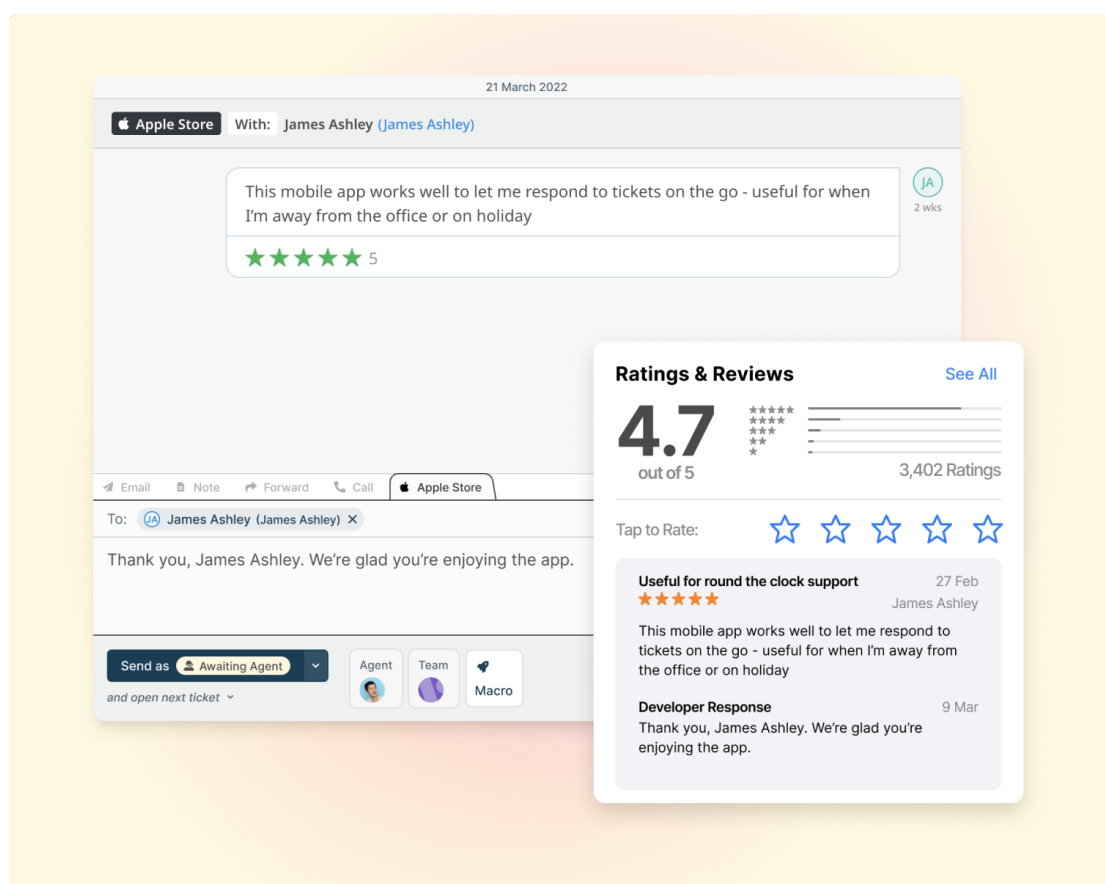 21 March 2022
Apple Store With: James Ashley (James Ashley)
This mobile app works well to let me respond to tickets on the go - useful for when
I’m away from the office or on holiday
5
JA
2 wks
Email Note Forward Call Apple Store
To: JA James Ashley (James Ashley)
Thank you, James Ashley. We’re glad you’re enjoying the app.
Send as Awaiting Agent
and open next ticket
Agent Team Macro
Ratings & Reviews See All
4.7
out of 5
3,402 Ratings
Tap to Rate:
Useful for round the clock support 27 Feb
James Ashley
This mobile app works well to let me respond to
tickets on the go - useful for when I’m away from
the office or on holiday
Developer Response 9 Mar
Thank you, James Ashley. We’re glad you’re
enjoying the app.